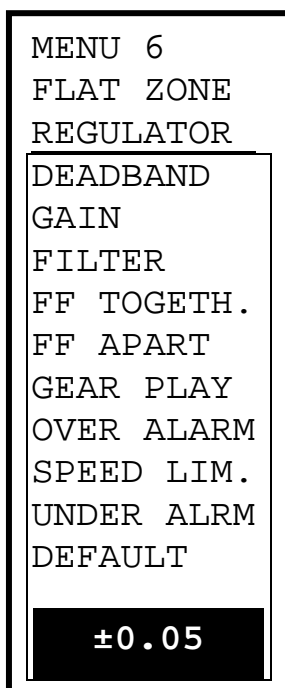 MENU 6
FLAT ZONE
REGULATOR
DEADBAND
GAIN
FILTER
FF TOGETH.
FF APART
GEAR PLAY
OVER ALARM
SPEED LIM.
UNDER ALRM
DEFAULT
±0.05